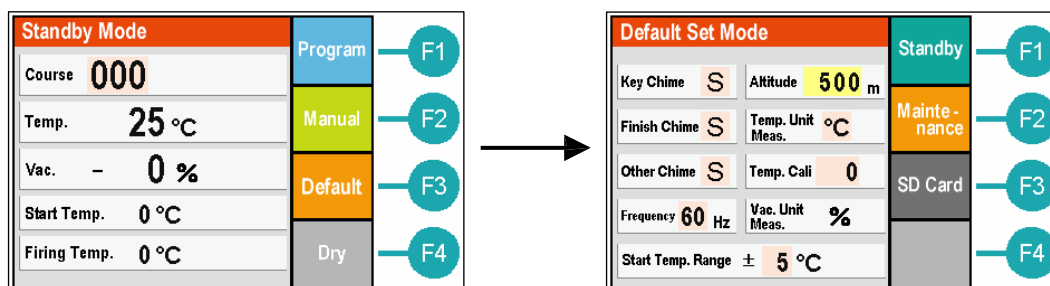 Standby Mode
Course 000
Temp. 25 °C
Vac. – 0 %
Start Temp. 0 °C
Firing Temp. 0 °C
Program F1
Manual F2
Default F3
Dry F4
Default Set Mode
Key Chime S Altitude 500 m
Finish Chime S Temp. Unit Meas. °C
Other Chime S Temp. Cali 0
Frequency 60 Hz Vac. Unit Meas. %
Start Temp. Range ± 5 °C
Standby F1
Mainte-
nance F2
SD Card F3
F4